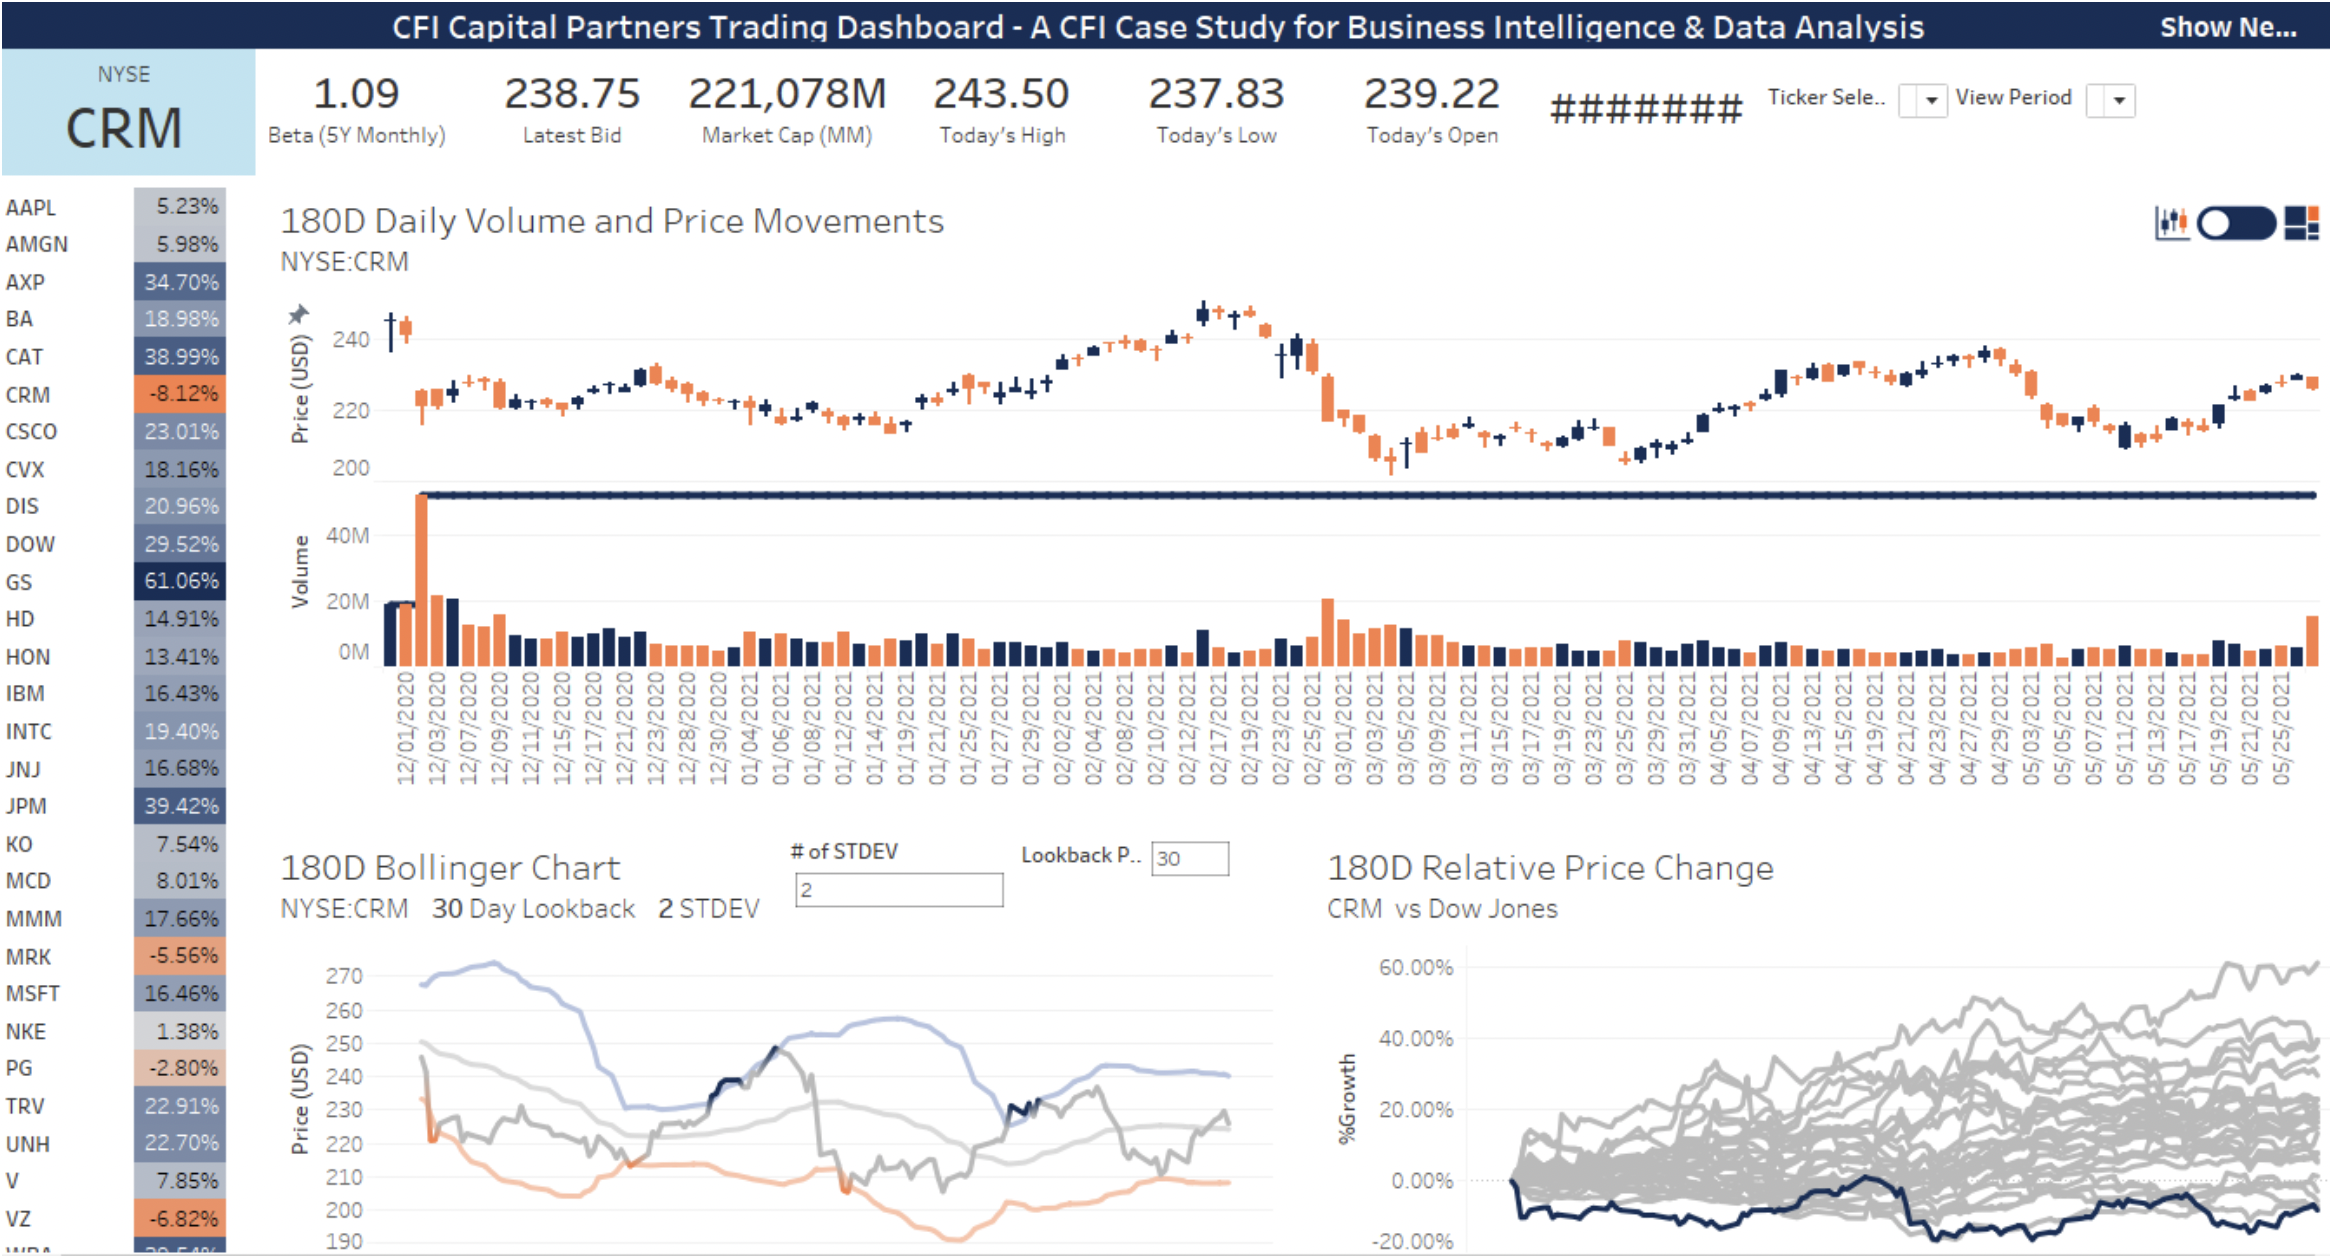 CFI Capital Partners Trading Dashboard - A CFI Case Study for Business Intelligence & Data Analysis
Show Ne...
NYSE
CRM
1.09
Beta (5Y Monthly)
238.75
Latest Bid
221,078M
Market Cap (MM)
243.50
Today's High
237.83
Today's Low
239.22
Today's Open
#######
Ticker Sele..
View Period
AAPL 5.23%
AMGN 5.98%
AXP 34.70%
BA 18.98%
CAT 38.99%
CRM -8.12%
CSCO 23.01%
CVX 18.16%
DIS 20.96%
DOW 29.52%
GS 61.06%
HD 14.91%
HON 13.41%
IBM 16.43%
INTC 19.40%
JNJ 16.68%
JPM 39.42%
KO 7.54%
MCD 8.01%
MMM 17.66%
MRK -5.56%
MSFT 16.46%
NKE 1.38%
PG -2.80%
TRV 22.91%
UNH 22.70%
V 7.85%
VZ -6.82%
180D Daily Volume and Price Movements
NYSE:CRM
Price (USD)
240
220
200
Volume
40M
20M
0M
12/01/2020
12/03/2020
12/07/2020
12/09/2020
12/11/2020
12/15/2020
12/17/2020
12/21/2020
12/23/2020
12/28/2020
12/30/2020
01/04/2021
01/06/2021
01/08/2021
01/12/2021
01/14/2021
01/19/2021
01/21/2021
01/25/2021
01/27/2021
01/29/2021
02/02/2021
02/04/2021
02/08/2021
02/10/2021
02/12/2021
02/17/2021
02/19/2021
02/23/2021
02/25/2021
03/01/2021
03/03/2021
03/05/2021
03/09/2021
03/11/2021
03/15/2021
03/17/2021
03/19/2021
03/23/2021
03/25/2021
03/29/2021
03/31/2021
04/05/2021
04/07/2021
04/09/2021
04/13/2021
04/15/2021
04/19/2021
04/21/2021
04/23/2021
04/27/2021
04/29/2021
05/03/2021
05/05/2021
05/07/2021
05/11/2021
05/13/2021
05/17/2021
05/19/2021
05/21/2021
05/25/2021
180D Bollinger Chart
NYSE:CRM 30 Day Lookback 2 STDEV
# of STDEV
2
Lookback P..
30
Price (USD)
270
260
250
240
230
220
210
200
190
180D Relative Price Change
CRM vs Dow Jones
%Growth
60.00%
40.00%
20.00%
0.00%
-20.00%